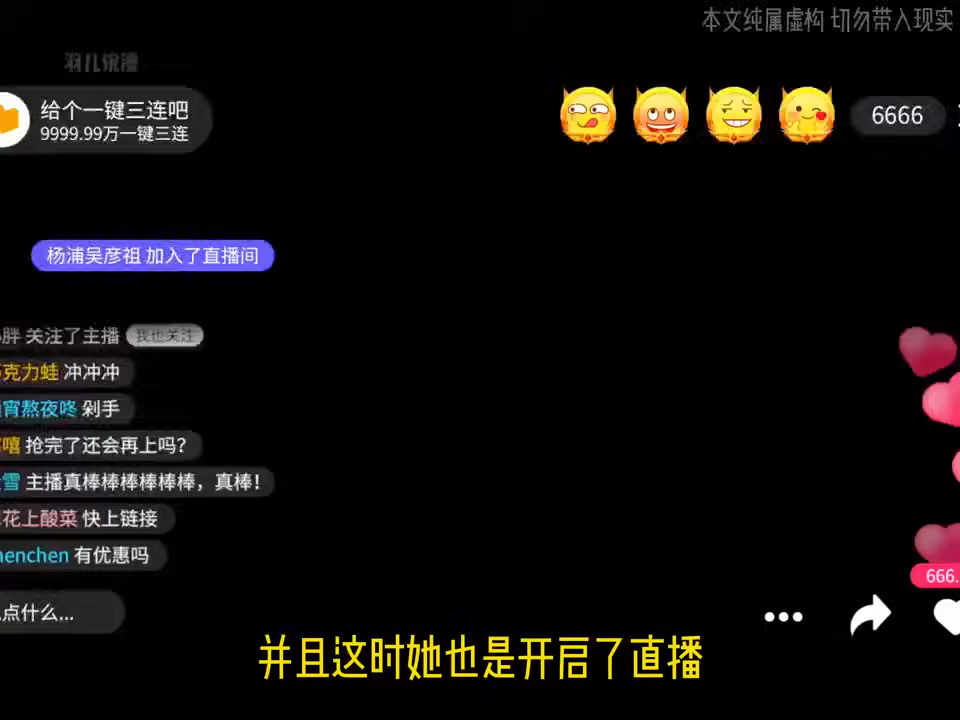 本文纯属虚构 切勿带入现实
羽儿说漫
给个一键三连吧
9999.99万一键三连
6666
杨浦吴彦祖 加入了直播间
胖 关注了主播 我也关注
克力蛙 冲冲冲
宵熬夜咚 剁手
嘻 抢完了还会再上吗?
雪 主播真棒棒棒棒棒棒,真棒!
花上酸菜 快上链接
henchen 有优惠吗
点什么...
666.
并且这时她也是开启了直播